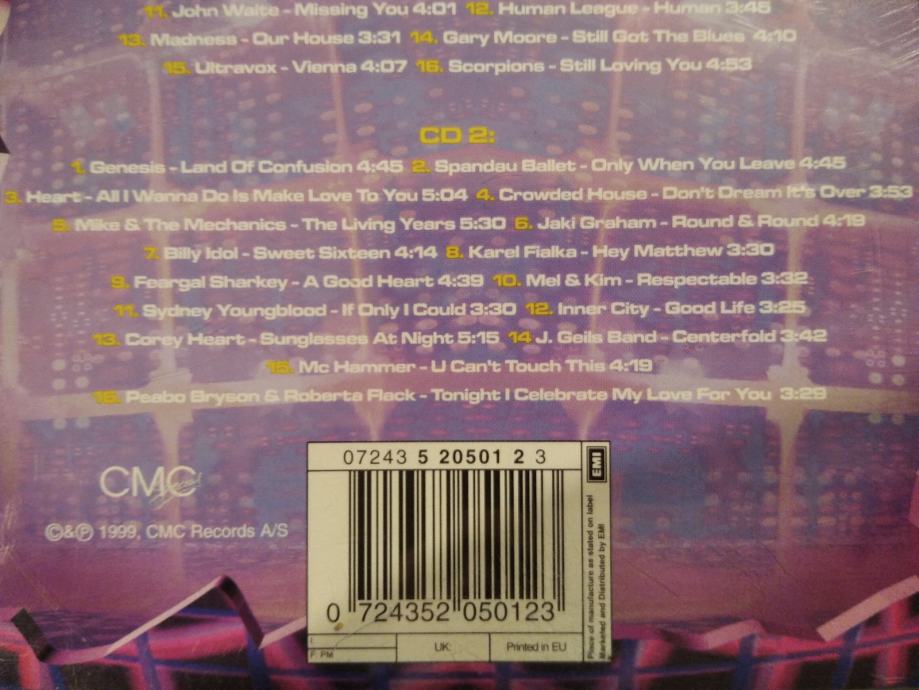 11. John Waite - Missing You 4:01 12. Human League - Human 3:45
13. Madness - Our House 3:31 14. Gary Moore - Still Got The Blues 4:10
15. Ultravox - Vienna 4:07 16. Scorpions - Still Loving You 4:53
CD 2:
1. Genesis - Land Of Confusion 4:45 2. Spandau Ballet - Only When You Leave 4:45
3. Heart - All I Wanna Do Is Make Love To You 5:04 4. Crowded House - Don't Dream It's Over 3:53
5. Mike & The Mechanics - The Living Years 5:30 6. Jaki Graham - Round & Round 4:19
7. Billy Idol - Sweet Sixteen 4:14 8. Karel Fialka - Hey Matthew 3:30
9. Feargal Sharkey - A Good Heart 4:39 10. Mel & Kim - Respectable 3:32
11. Sydney Youngblood - If Only I Could 3:30 12. Inner City - Good Life 3:25
13. Corey Heart - Sunglasses At Night 5:15 14 J. Geils Band - Centerfold 3:42
15. Mc Hammer - U Can't Touch This 4:19
16. Peabo Bryson & Roberta Flack - Tonight I Celebrate My Love For You 3:29
CMC
©&℗ 1999, CMC Records A/S
07243 5 20501 2 3
EMI
Place of manufacture as stated on label
Marketed and Distributed by EMI
0 724352 050123
F: PM
UK:
Printed in EU